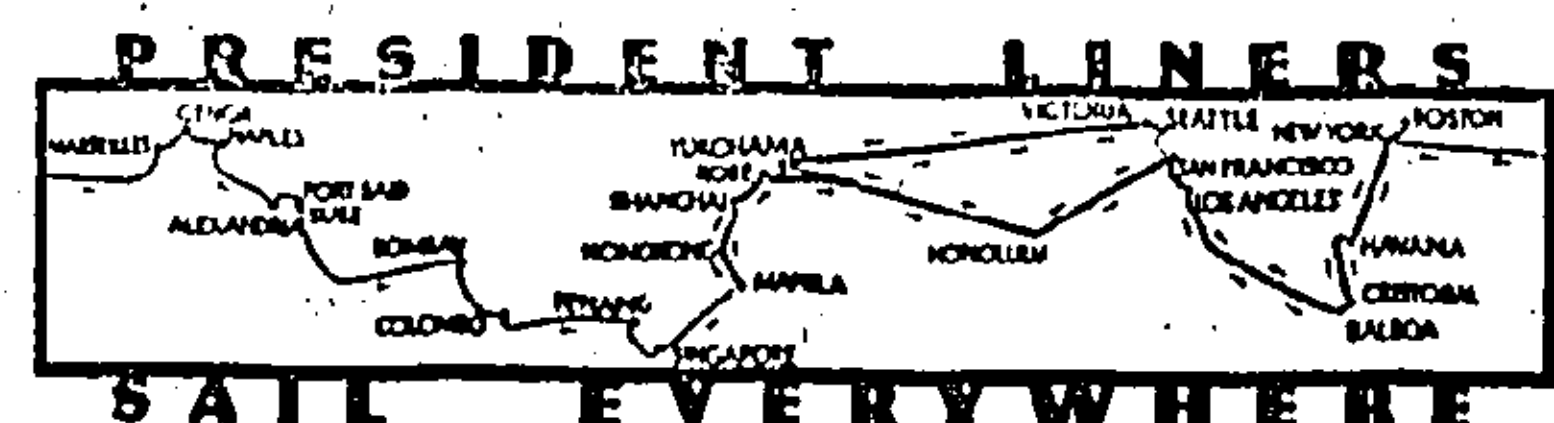 PRESIDENT LINERS
GENOA
MARSEILLES
NAPLES
PORT SAID
SUEZ
ALEXANDRIA
BOMBAY
COLOMBO
PENANG
SINGAPORE
MANILA
HONGKONG
SHANGHAI
KOBE
YOKOHAMA
HONOLULU
VICTORIA
SEATTLE
SAN FRANCISCO
LOS ANGELES
NEW YORK
BOSTON
HAVANA
CRISTOBAL
BALBOA
SAIL EVERYWHERE